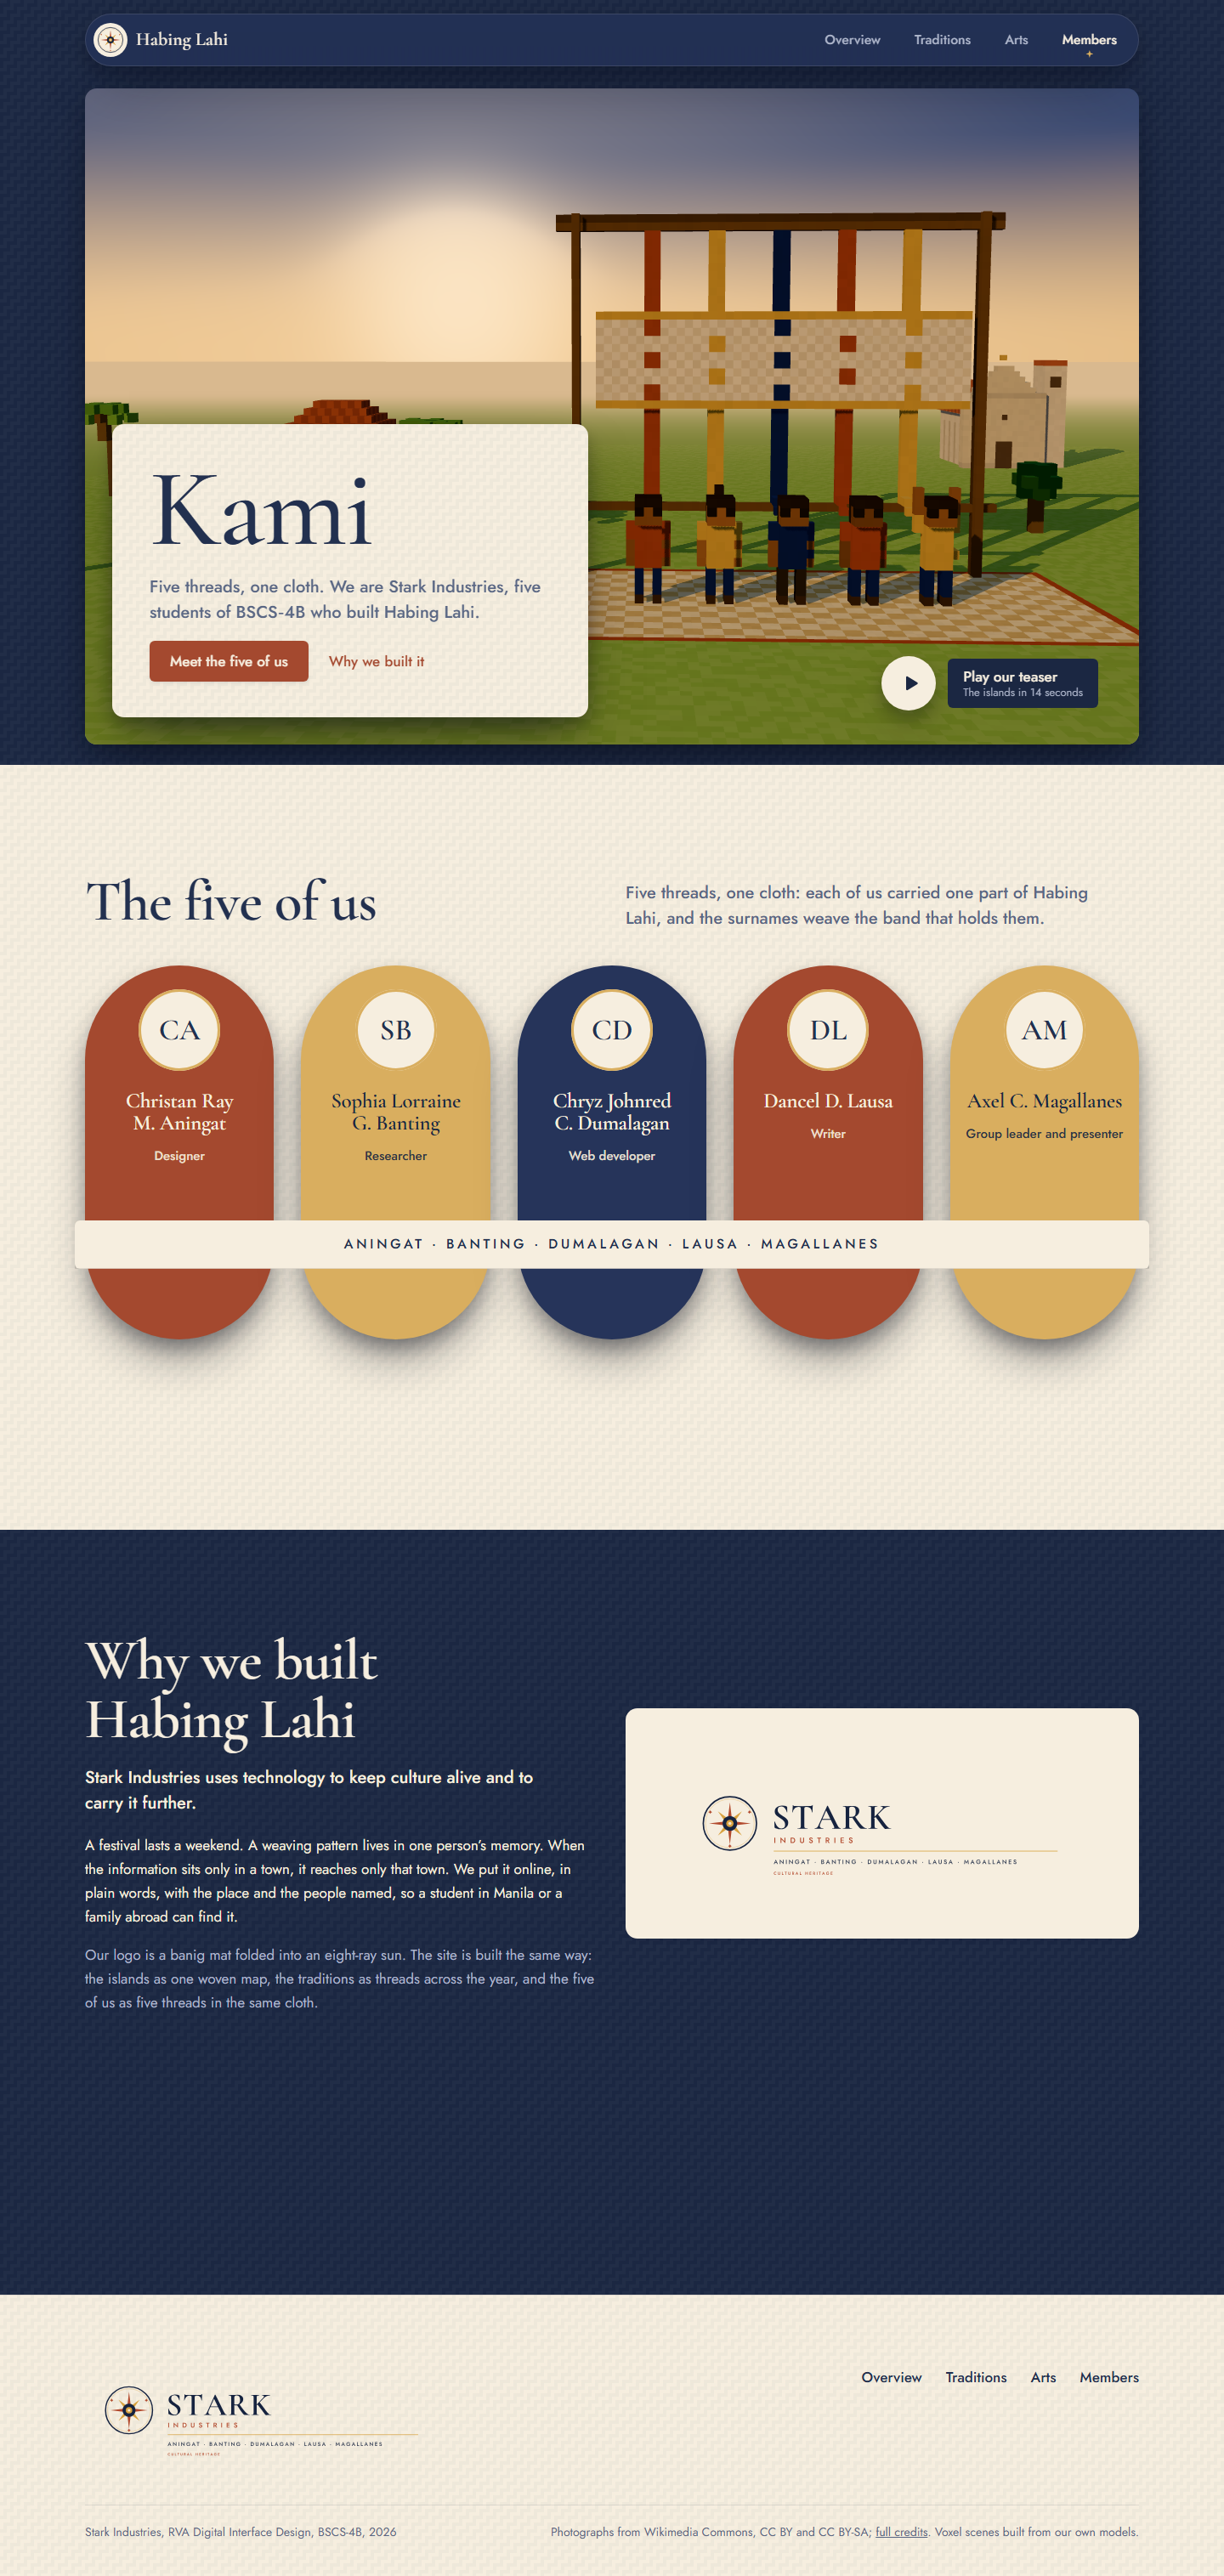 Habing Lahi
Overview Traditions Arts Members
Kami
Five threads, one cloth. We are Stark Industries, five
students of BSCS-4B who built Habing Lahi.
Meet the five of us
Why we built it
Play our teaser
The islands in 14 seconds
The five of us
Five threads, one cloth: each of us carried one part of Habing
Lahi, and the surnames weave the band that holds them.
CA
Christan Ray
M. Aningat
Designer
SB
Sophia Lorraine
G. Banting
Researcher
CD
Chryz Johnred
C. Dumalagan
Web developer
DL
Dancel D. Lausa
Writer
AM
Axel C. Magallanes
Group leader and presenter
ANINGAT · BANTING · DUMALAGAN · LAUSA · MAGALLANES
Why we built
Habing Lahi
Stark Industries uses technology to keep culture alive and to
carry it further.
A festival lasts a weekend. A weaving pattern lives in one person's memory. When
the information sits only in a town, it reaches only that town. We put it online, in
plain words, with the place and the people named, so a student in Manila or a
family abroad can find it.
Our logo is a banig mat folded into an eight-ray sun. The site is built the same way:
the islands as one woven map, the traditions as threads across the year, and the five
of us as five threads in the same cloth.
STARK
INDUSTRIES
ANINGAT · BANTING · DUMALAGAN · LAUSA · MAGALLANES
CULTURAL HERITAGE
Overview Traditions Arts Members
STARK
INDUSTRIES
ANINGAT · BANTING · DUMALAGAN · LAUSA · MAGALLANES
CULTURAL HERITAGE
Stark Industries, RVA Digital Interface Design, BSCS-4B, 2026
Photographs from Wikimedia Commons, CC BY and CC BY-SA; full credits. Voxel scenes built from our own models.